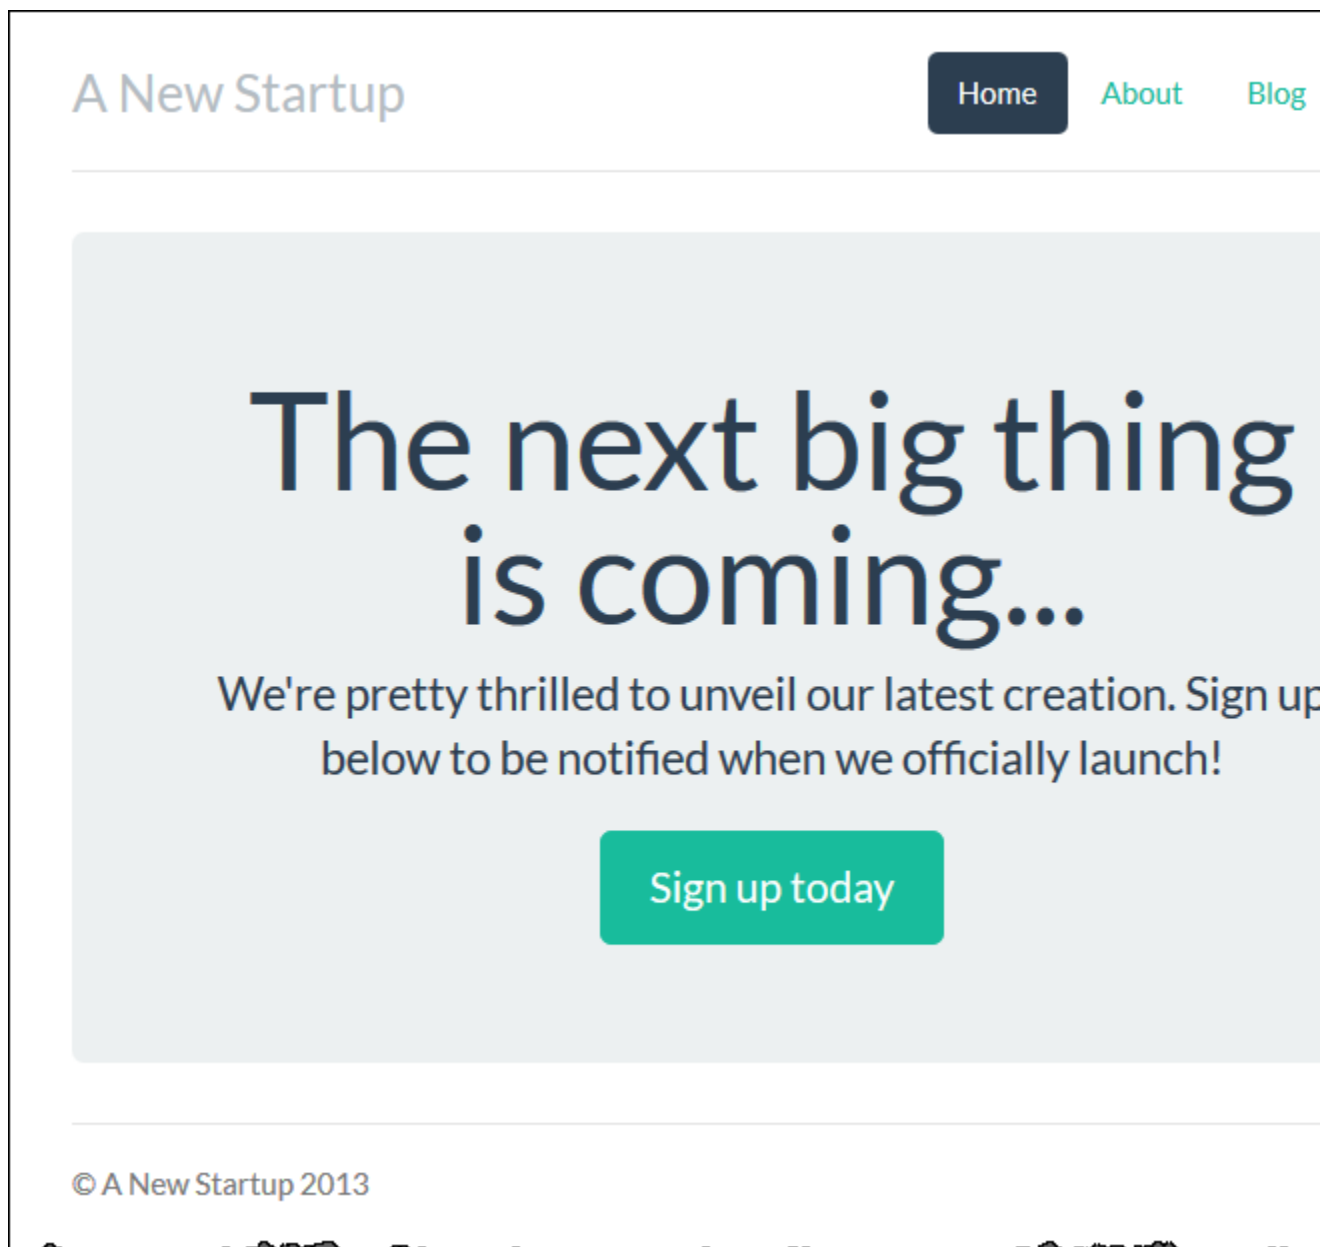 A New Startup
Home About Blog
The next big thing
is coming...
We're pretty thrilled to unveil our latest creation. Sign up
below to be notified when we officially launch!
Sign up today
© A New Startup 2013